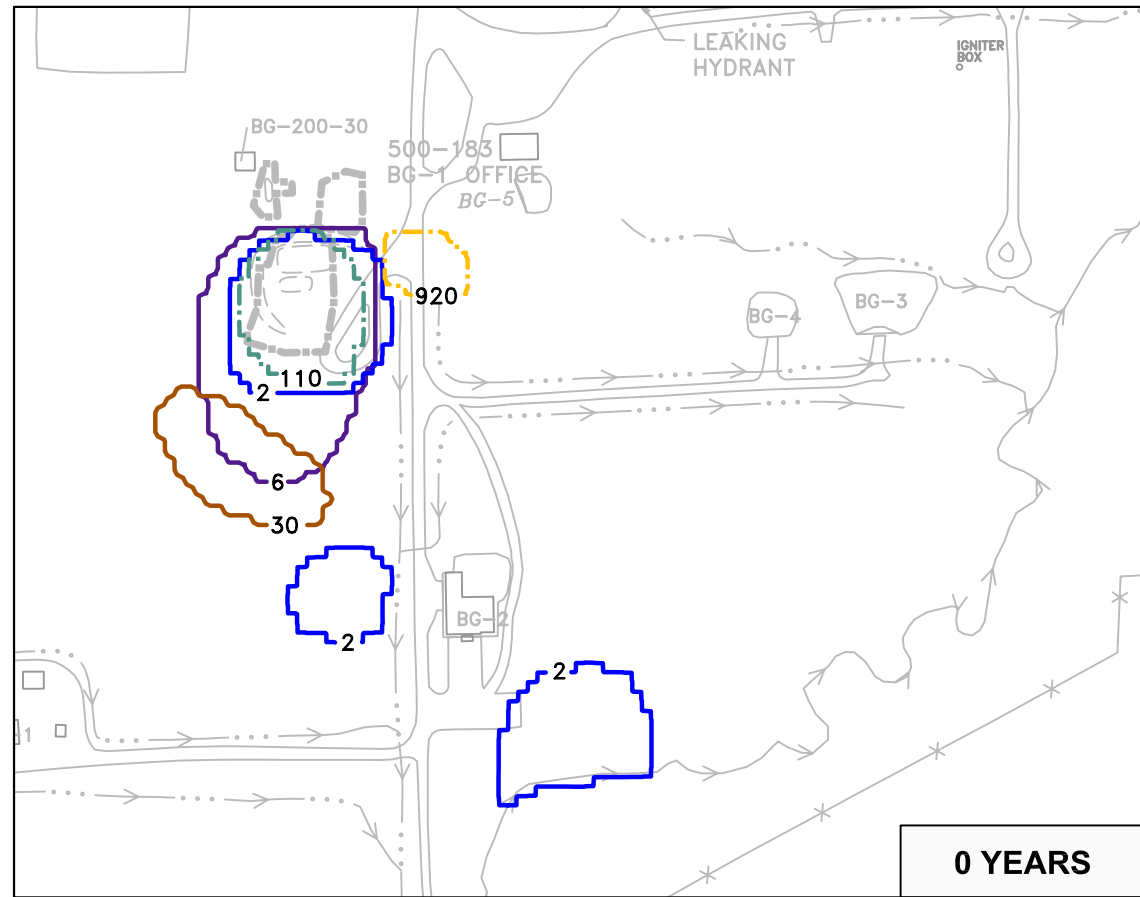 LEAKING
HYDRANT
IGNITER
BOX
BG-200-30
500-183
BG-1 OFFICE
BG-5
920
BG-4
BG-3
110
2
6
30
2
BG-2
2
1
0 YEARS